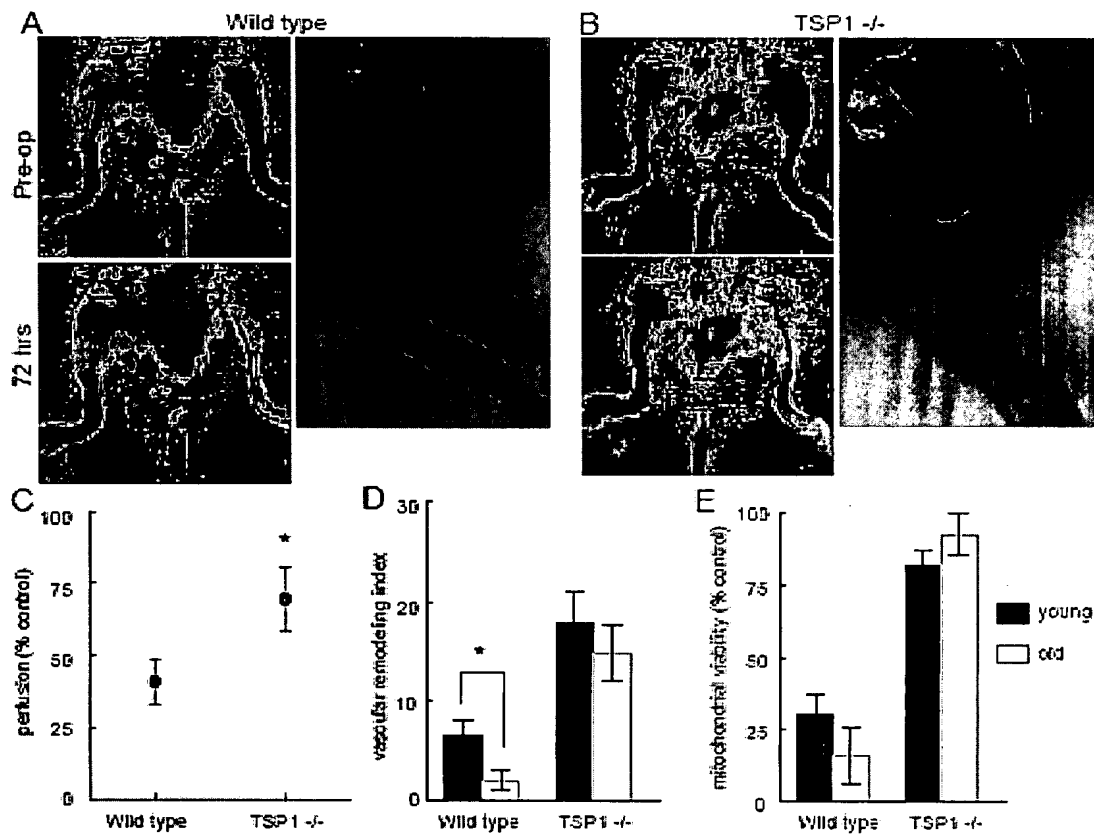 A
Wild type
B
TSP1 -/-
Pre-op
72 hrs
C
perfusion (% control)
100
75
50
25
0
Wild type
TSP1 -/-
*
D
vascular remodeling index
30
20
10
0
*
Wild type
TSP1 -/-
E
mitochondrial viability (% control)
100
75
50
25
0
Wild type
TSP1 -/-
young
old